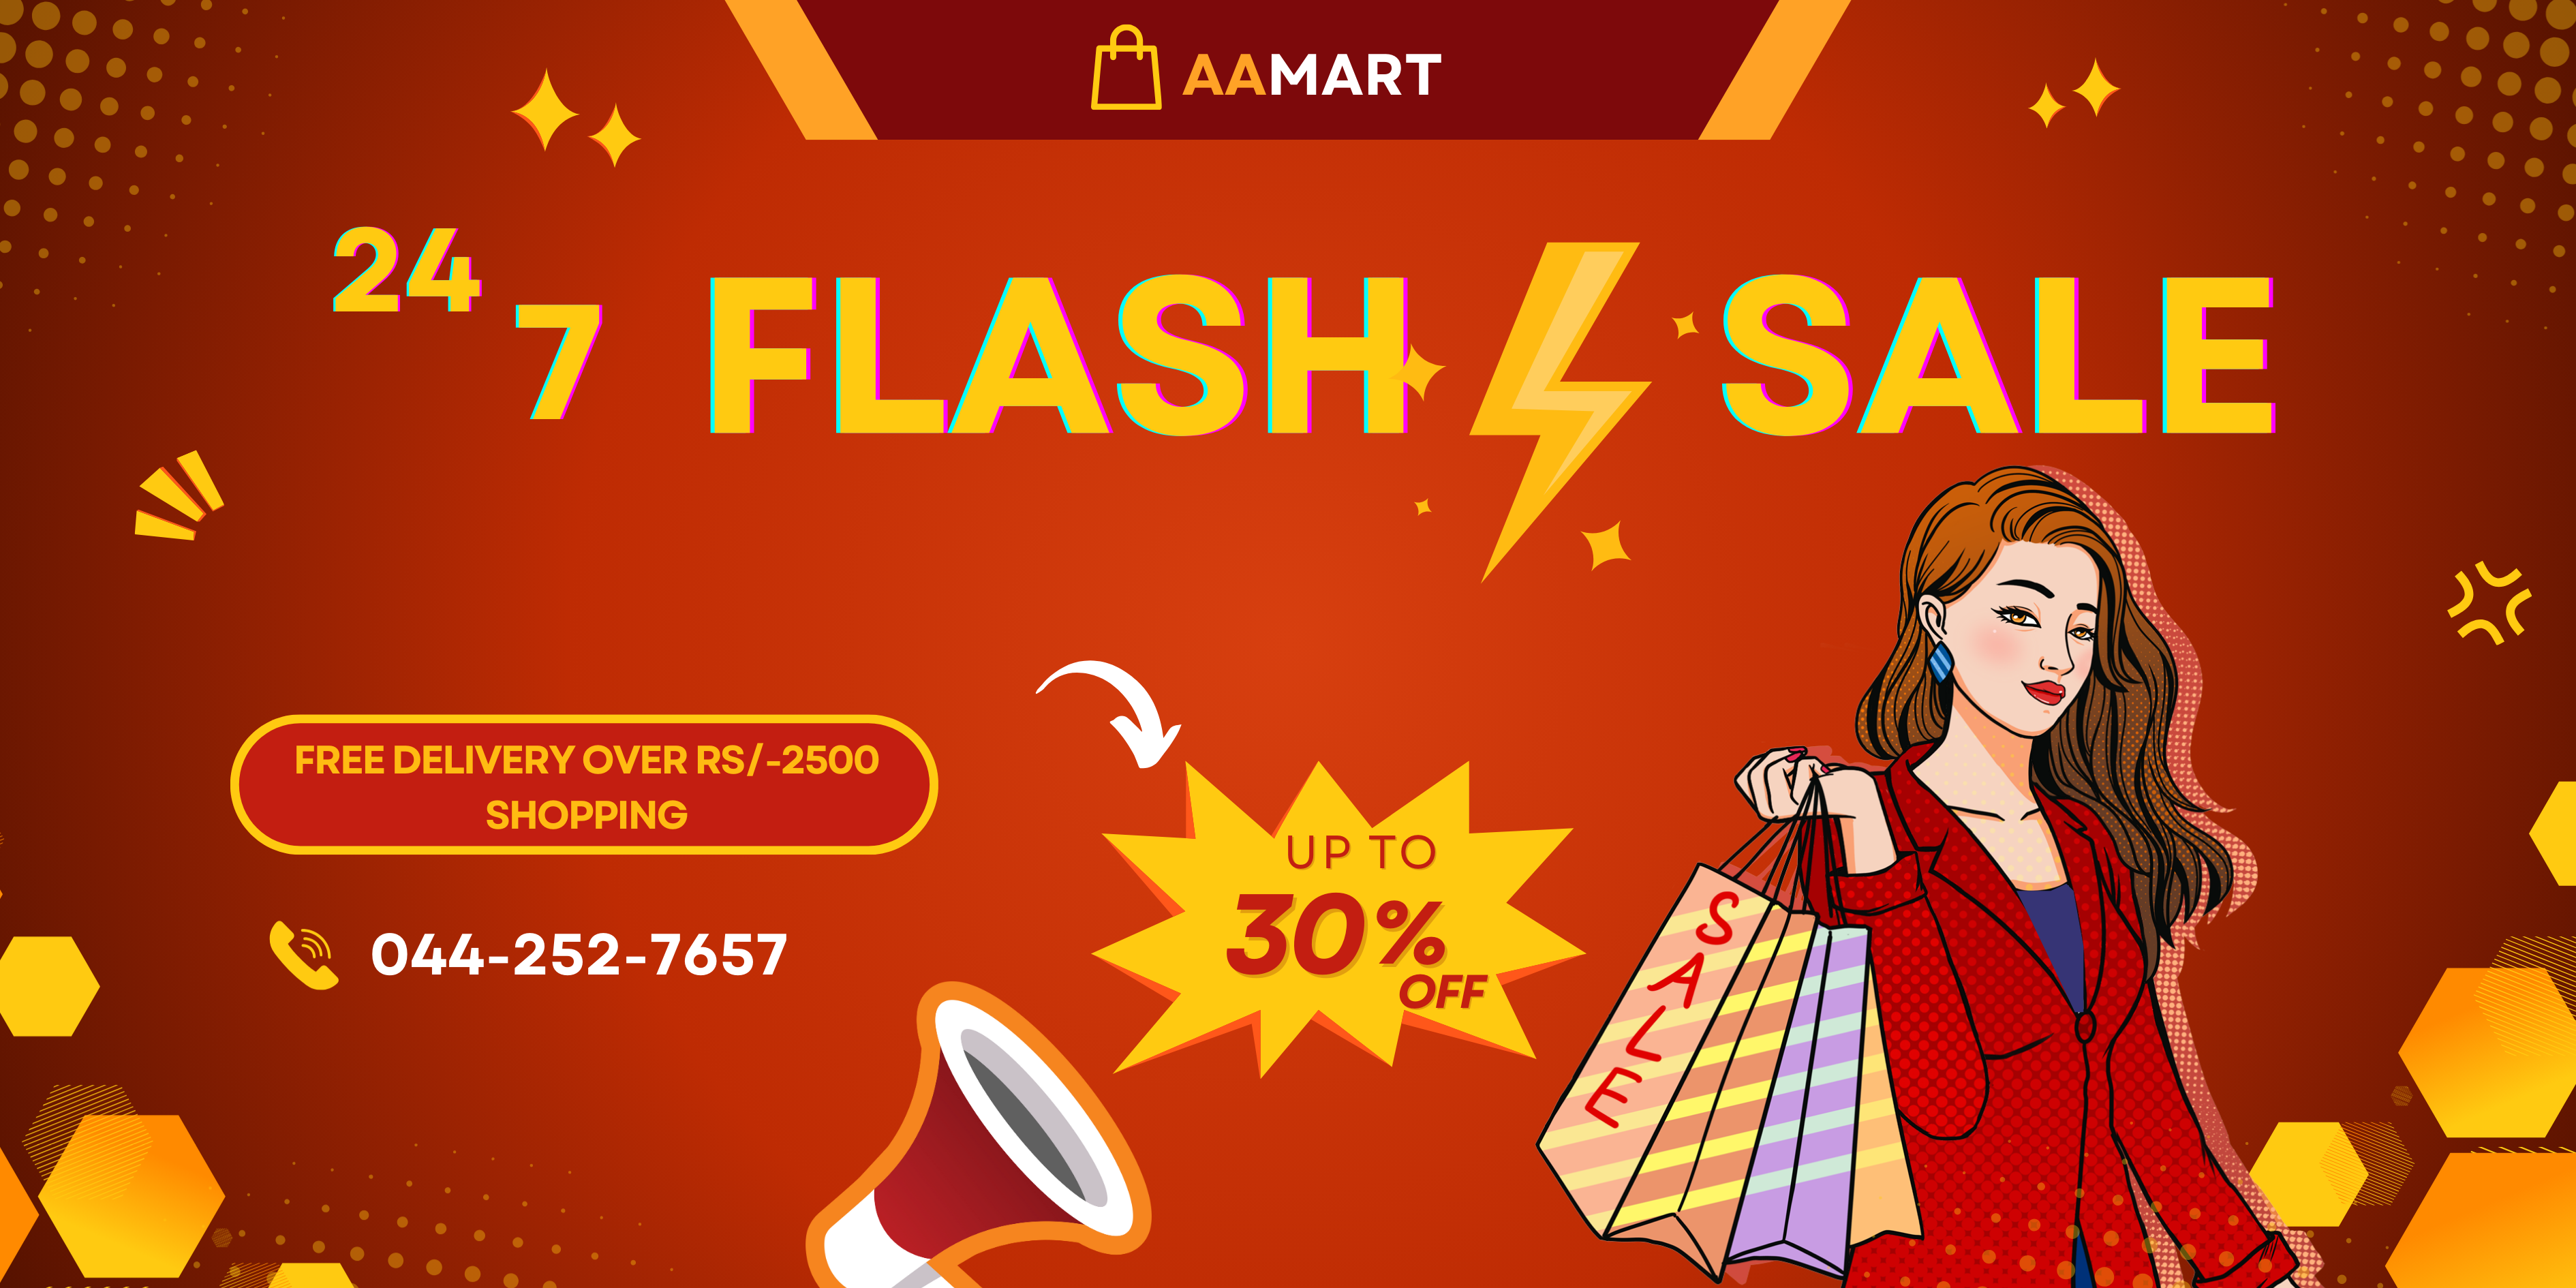 AAMART
24
7 FLASH SALE
FREE DELIVERY OVER RS/-2500
SHOPPING
044-252-7657
UP TO
30%
OFF
SALE